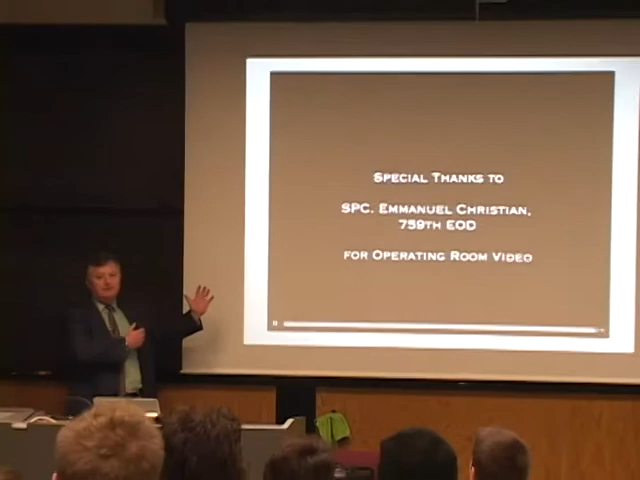 Special Thanks to
SPC. Emmanuel Christian,
759th EOD
for Operating Room Video